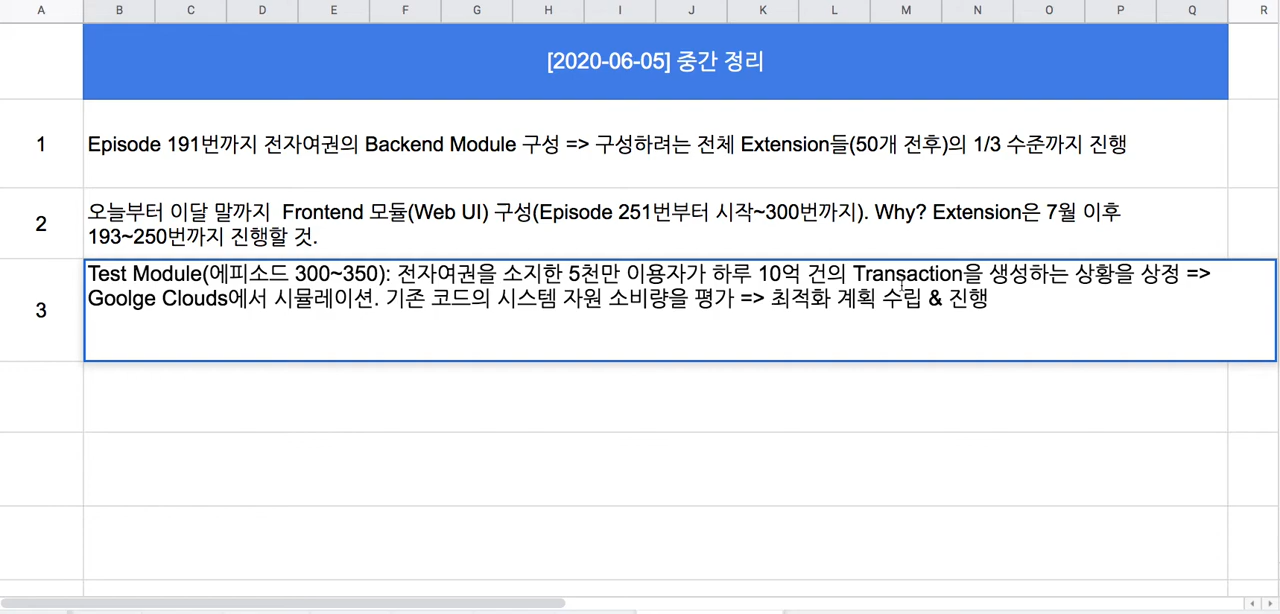 A B C D E F G H I J K L M N O P Q R
[2020-06-05] 중간 정리
1 Episode 191번까지 전자여권의 Backend Module 구성 => 구성하려는 전체 Extension들(50개 전후)의 1/3 수준까지 진행
오늘부터 이달 말까지  Frontend 모듈(Web UI) 구성(Episode 251번부터 시작~300번까지). Why? Extension은 7월 이후
2 193~250번까지 진행할 것.
Test Module(에피소드 300~350): 전자여권을 소지한 5천만 이용자가 하루 10억 건의 Transaction을 생성하는 상황을 상정 =>
3 Goolge Clouds에서 시뮬레이션. 기존 코드의 시스템 자원 소비량을 평가 => 최적화 계획 수립 & 진행